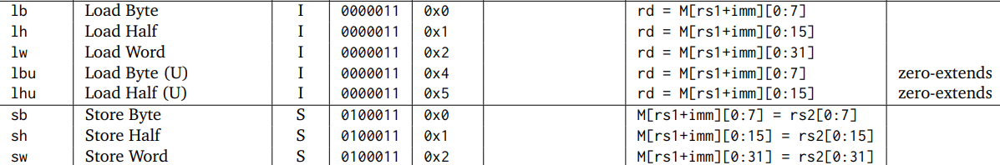 lb Load Byte I 0000011 0x0 rd = M[rs1+imm][0:7]
lh Load Half I 0000011 0x1 rd = M[rs1+imm][0:15]
lw Load Word I 0000011 0x2 rd = M[rs1+imm][0:31]
lbu Load Byte (U) I 0000011 0x4 rd = M[rs1+imm][0:7] zero-extends
lhu Load Half (U) I 0000011 0x5 rd = M[rs1+imm][0:15] zero-extends
sb Store Byte S 0100011 0x0 M[rs1+imm][0:7] = rs2[0:7]
sh Store Half S 0100011 0x1 M[rs1+imm][0:15] = rs2[0:15]
sw Store Word S 0100011 0x2 M[rs1+imm][0:31] = rs2[0:31]